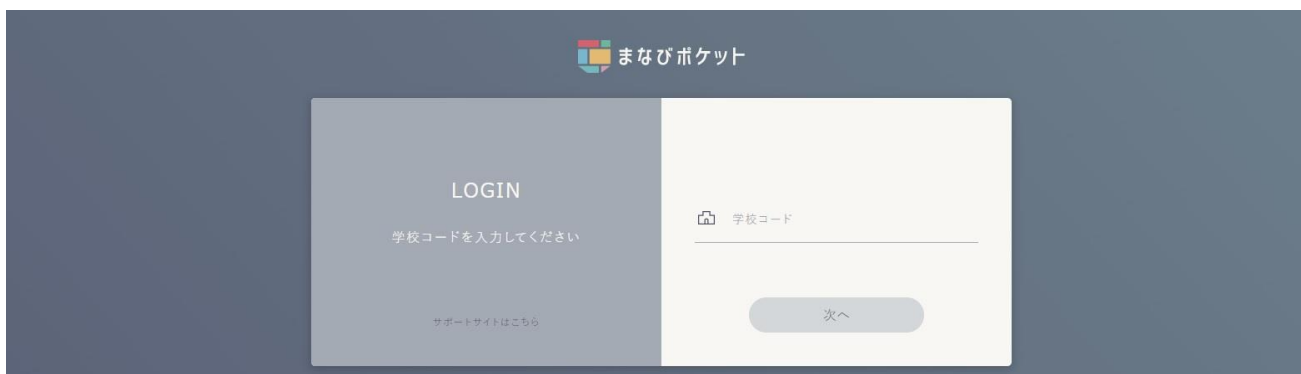 まなびポケット
LOGIN
学校コードを入力してください
サポートサイトはこちら
学校コード
次へ